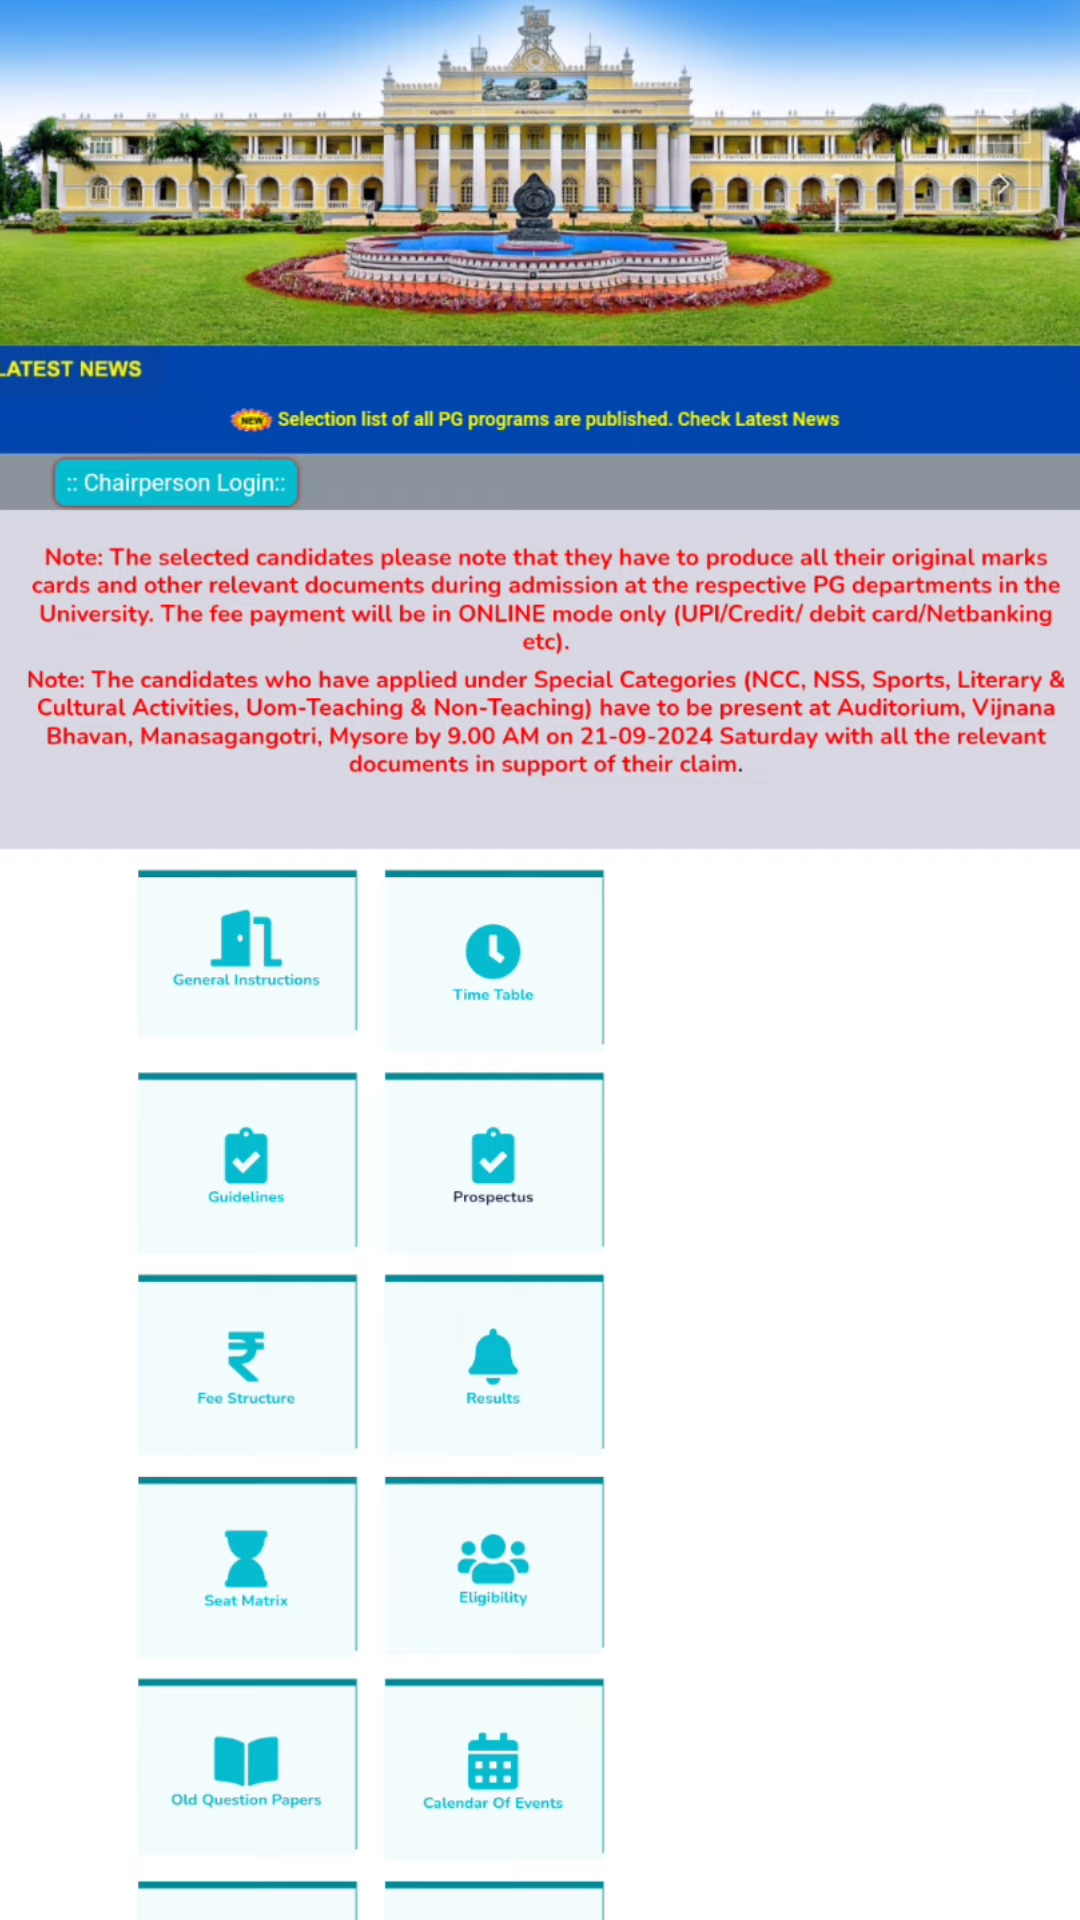 LATEST NEWS
NEW Selection list of all PG programs are published. Check Latest News
:: Chairperson Login::
Note: The selected candidates please note that they have to produce all their original marks
cards and other relevant documents during admission at the respective PG departments in the
University. The fee payment will be in ONLINE mode only (UPI/Credit/ debit card/Netbanking
etc).
Note: The candidates who have applied under Special Categories (NCC, NSS, Sports, Literary &
Cultural Activities, Uom-Teaching & Non-Teaching) have to be present at Auditorium, Vijnana
Bhavan, Manasagangotri, Mysore by 9.00 AM on 21-09-2024 Saturday with all the relevant
documents in support of their claim.
General Instructions
Time Table
Guidelines
Prospectus
Fee Structure
Results
Seat Matrix
Eligibility
Old Question Papers
Calendar Of Events